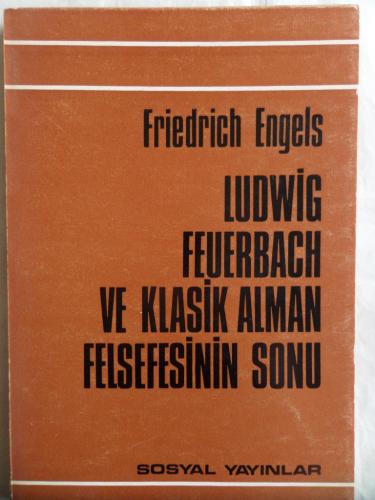 Friedrich Engels
LUDWİG
FEUERBACH
VE KLASİK ALMAN
FELSEFESİNİN SONU
SOSYAL YAYINLAR